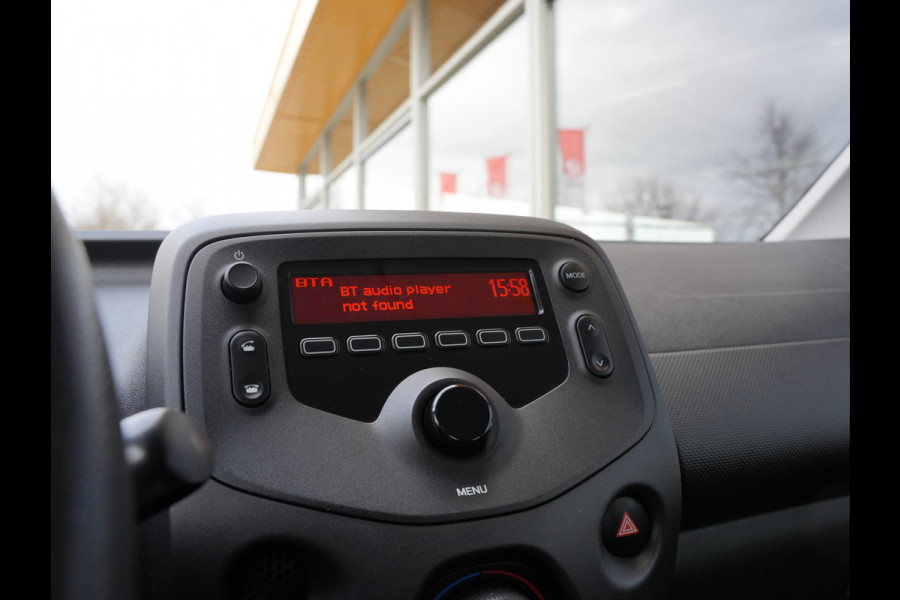 BTA
BT audio player
not found
15:58
MODE
MENU